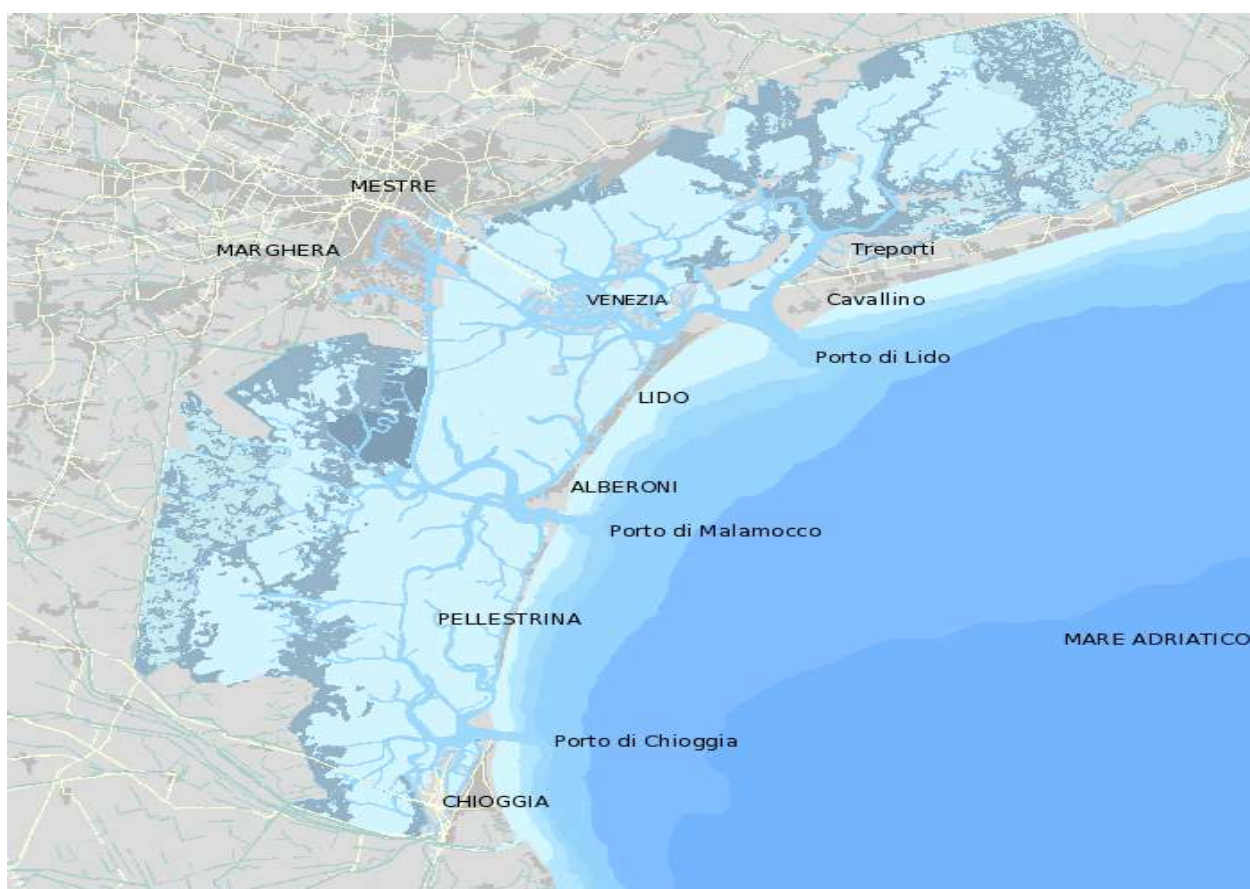 MESTRE
MARGHERA
Treporti
VENEZIA
Cavallino
Porto di Lido
LIDO
ALBERONI
Porto di Malamocco
PELLESTRINA
MARE ADRIATICO
Porto di Chioggia
CHIOGGIA